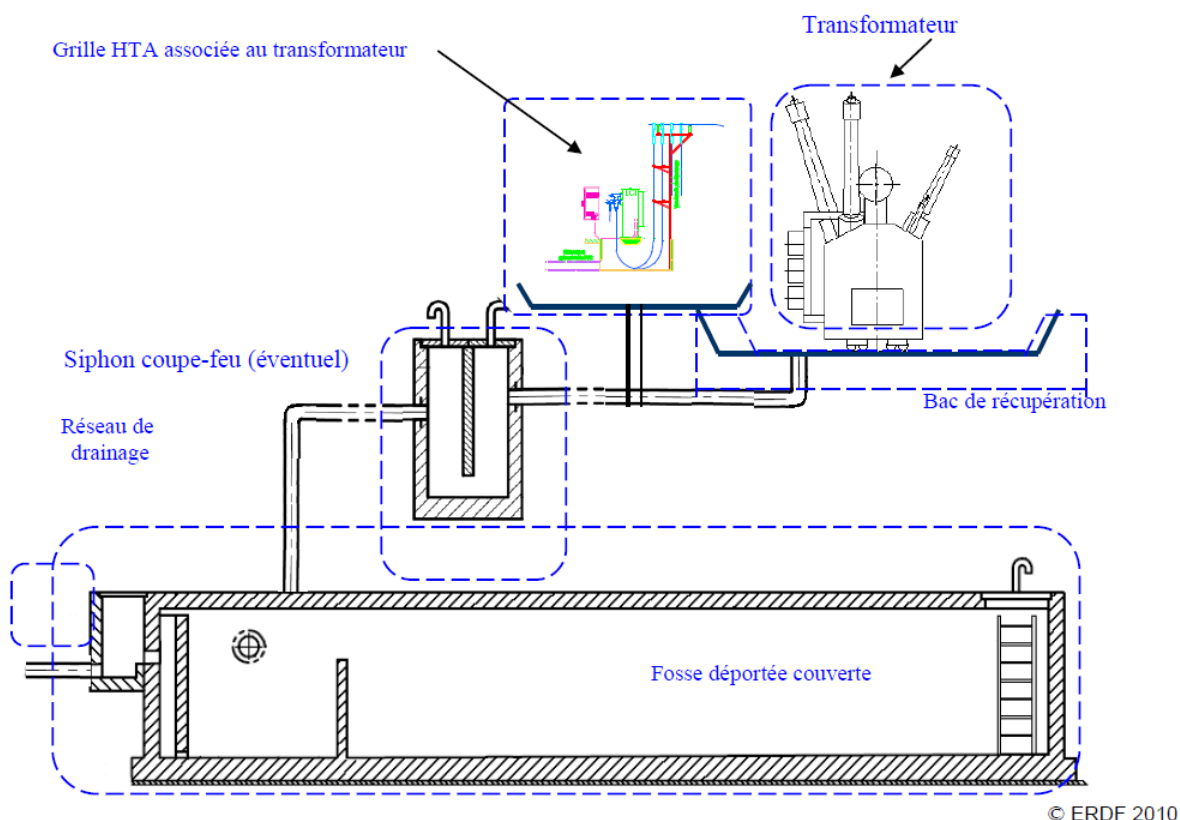 Transformateur
Grille HTA associée au transformateur
Siphon coupe-feu (éventuel)
Bac de récupération
Réseau de
drainage
Fosse déportée couverte
© ERDF 2010